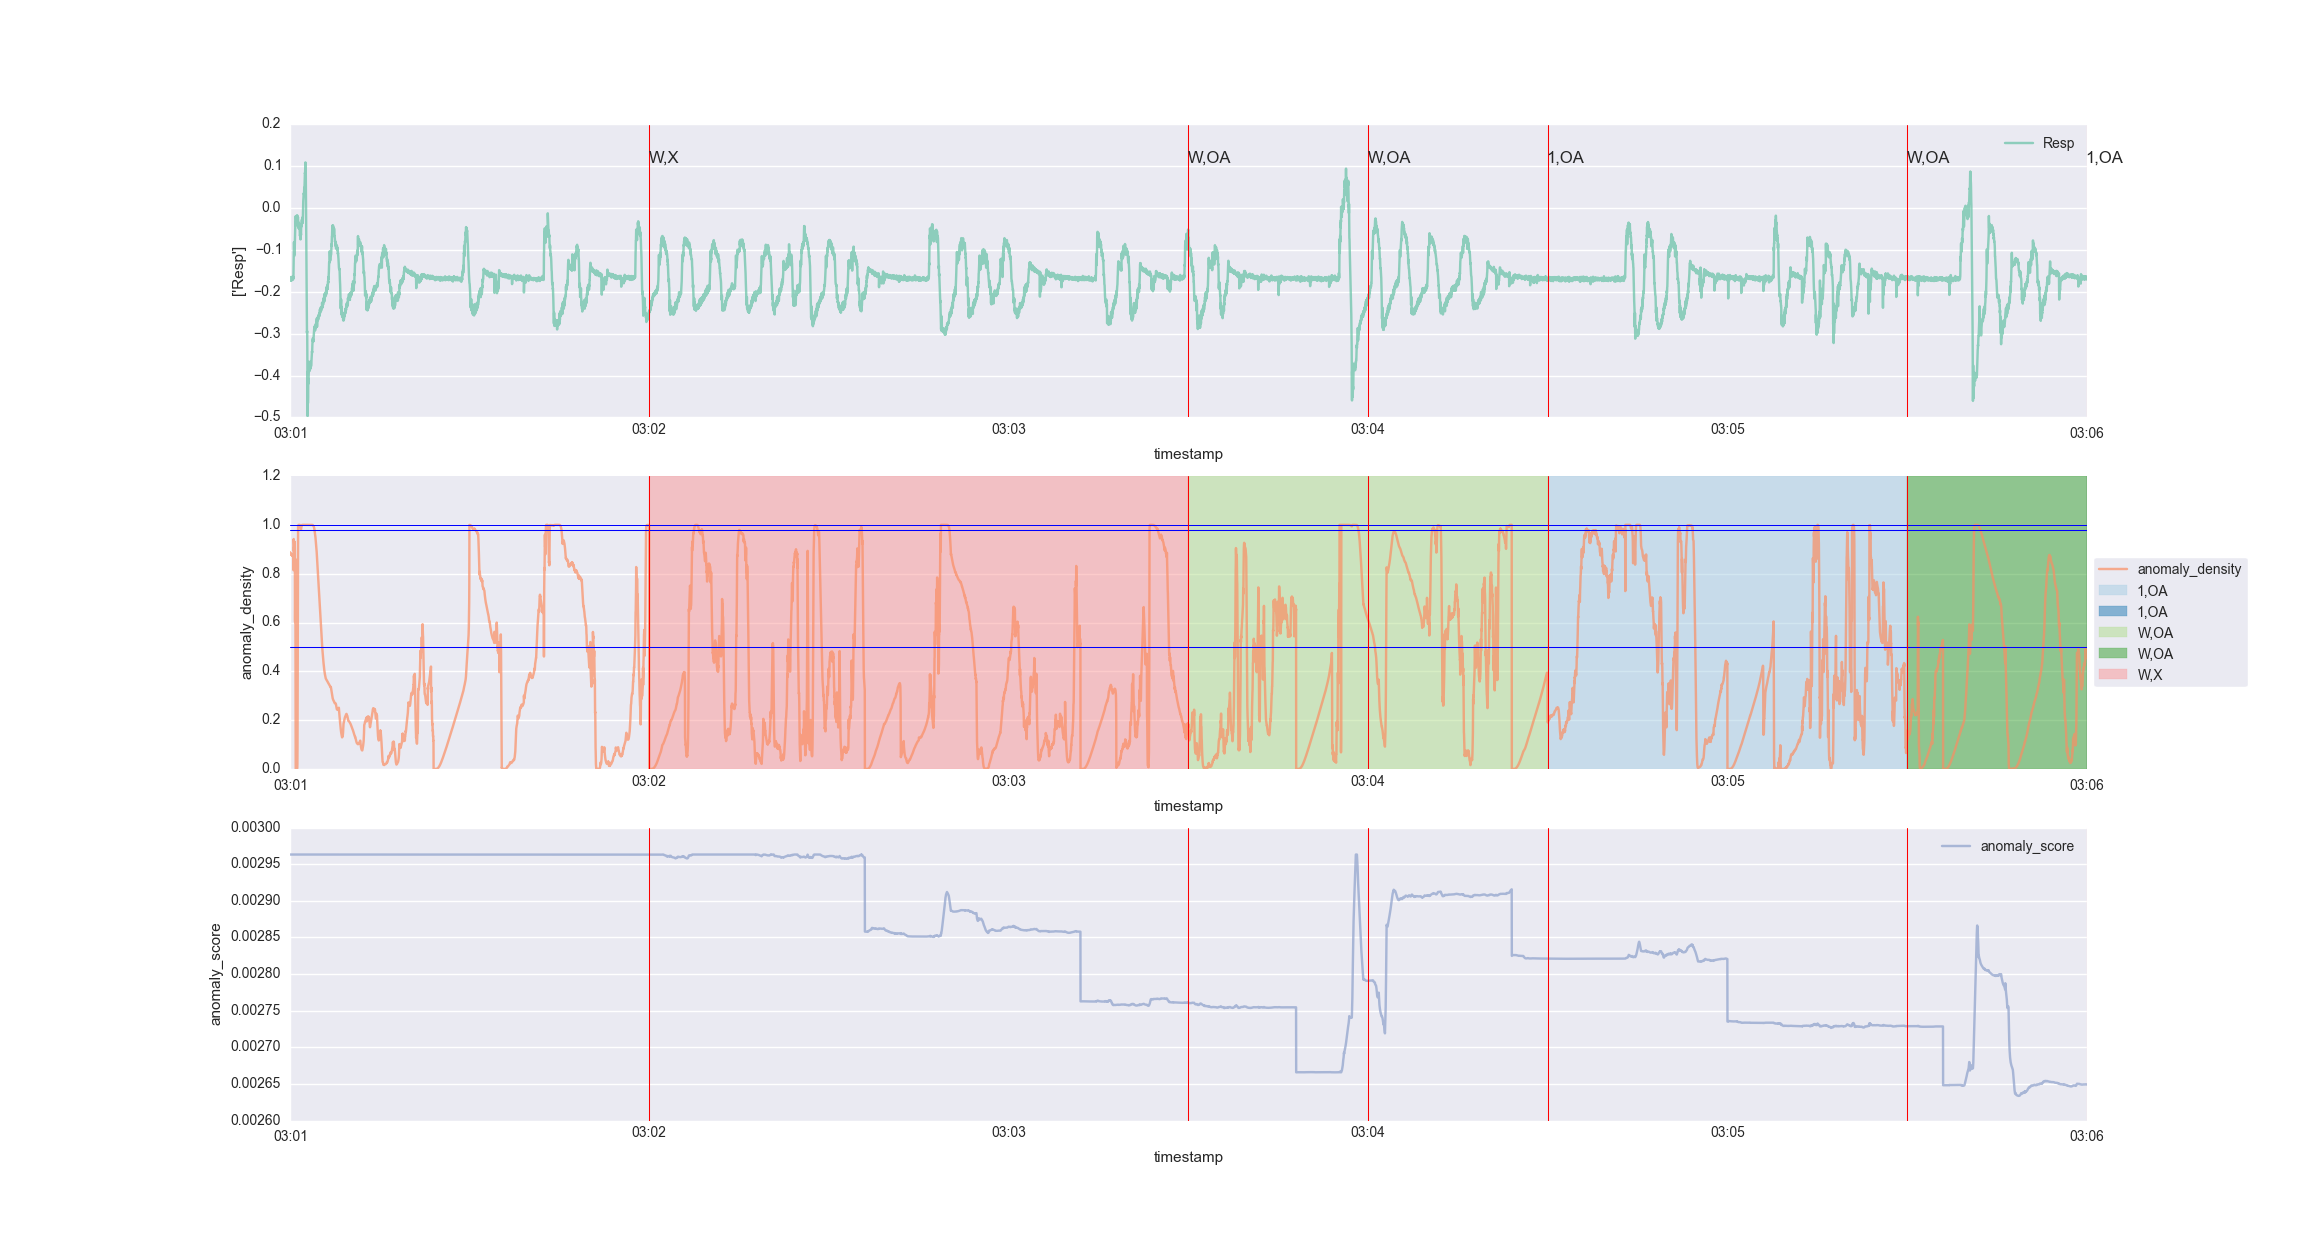 0.2
0.1
0.0
−0.1
−0.2
−0.3
−0.4
−0.5
['Resp']
W,X
W,OA
W,OA
1,OA
W,OA
1,OA
Resp
03:01
03:02
03:03
03:04
03:05
03:06
timestamp
1.2
1.0
0.8
0.6
0.4
0.2
0.0
anomaly_density
03:01
03:02
03:03
03:04
03:05
03:06
timestamp
anomaly_density
1,OA
1,OA
W,OA
W,OA
W,X
0.00300
0.00295
0.00290
0.00285
0.00280
0.00275
0.00270
0.00265
0.00260
anomaly_score
anomaly_score
03:01
03:02
03:03
03:04
03:05
03:06
timestamp